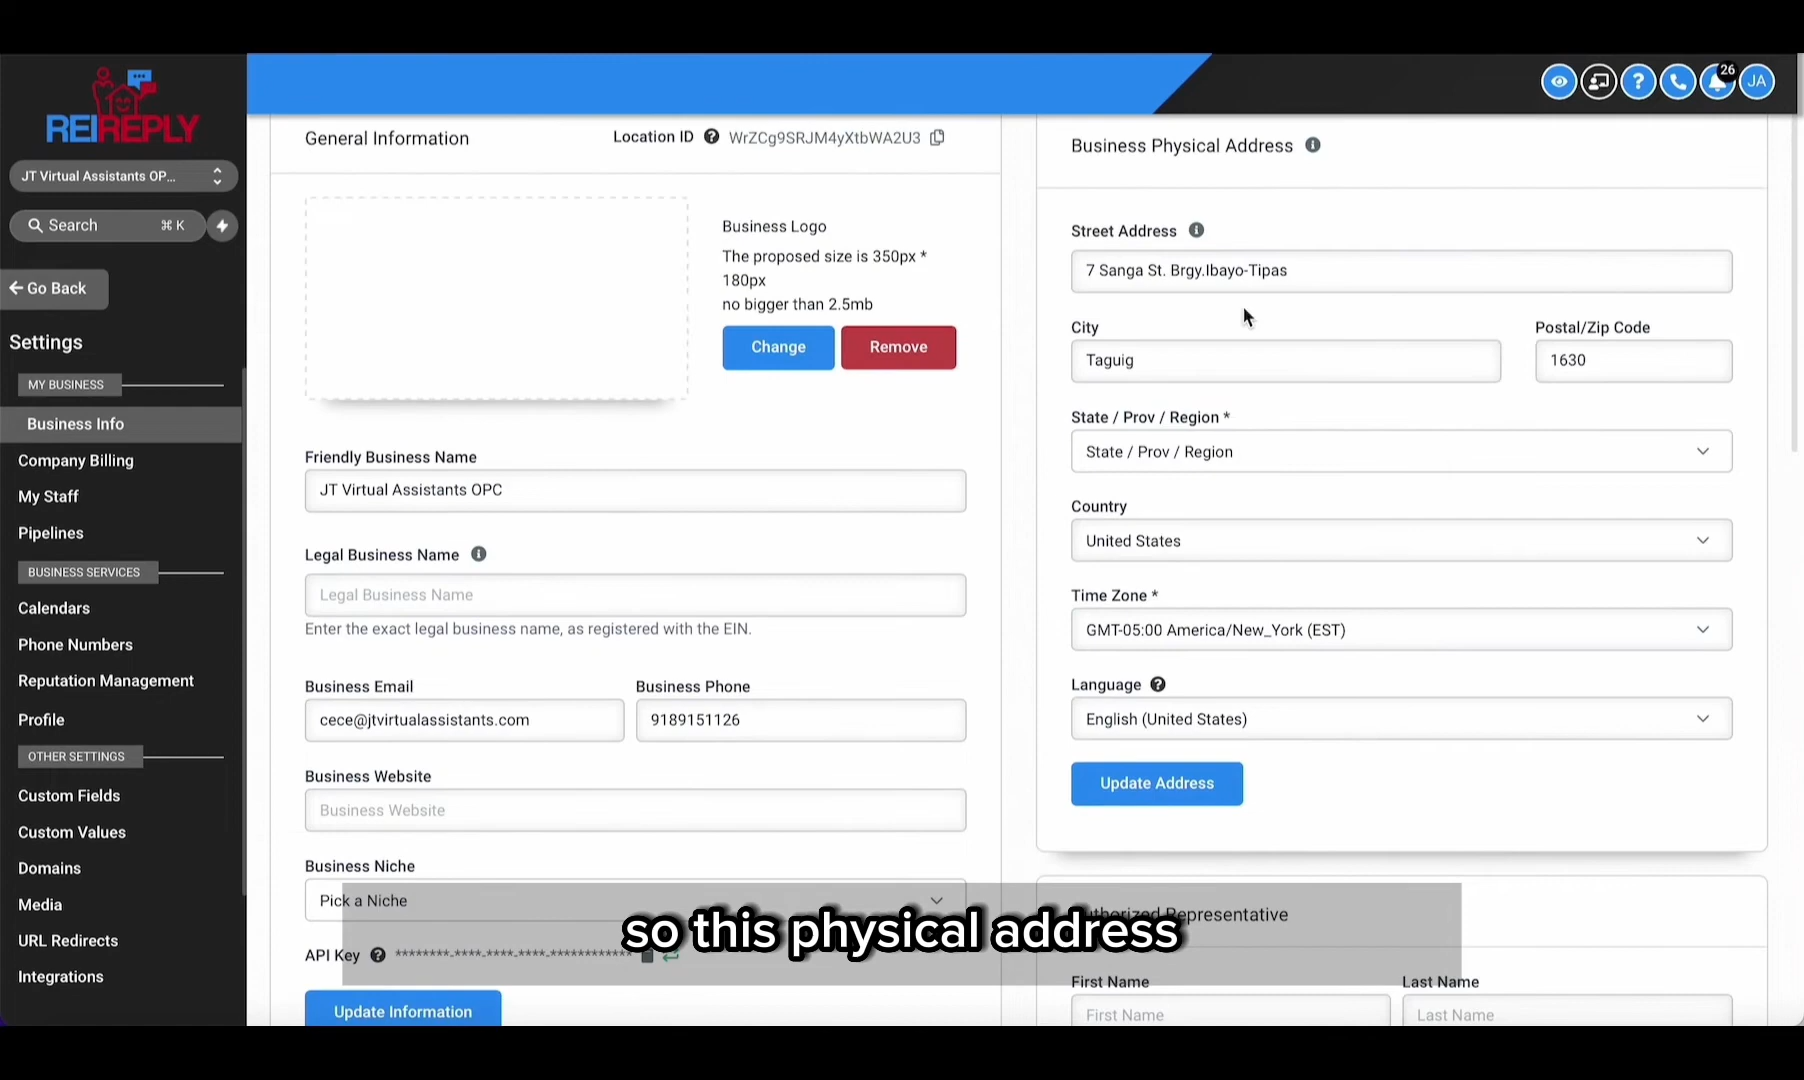 REIREPLY
JT Virtual Assistants OP...
Search ⌘ K
Go Back
Settings
MY BUSINESS
Business Info
Company Billing
My Staff
Pipelines
BUSINESS SERVICES
Calendars
Phone Numbers
Reputation Management
Profile
OTHER SETTINGS
Custom Fields
Custom Values
Domains
Media
URL Redirects
Integrations
26
JA
General Information
Location ID WrZCg9SRJM4yXtbWA2U3
Business Logo
The proposed size is 350px *
180px
no bigger than 2.5mb
Change Remove
Friendly Business Name
JT Virtual Assistants OPC
Legal Business Name
Legal Business Name
Enter the exact legal business name, as registered with the EIN.
Business Email Business Phone
cece@jtvirtualassistants.com 9189151126
Business Website
Business Website
Business Niche
Pick a Niche
API Key ********-****-****-****-************
Update Information
Business Physical Address
Street Address
7 Sanga St. Brgy.Ibayo-Tipas
City Postal/Zip Code
Taguig 1630
State / Prov / Region *
State / Prov / Region
Country
United States
Time Zone *
GMT-05:00 America/New_York (EST)
Language
English (United States)
Update Address
Authorized Representative
First Name Last Name
First Name Last Name
so this physical address